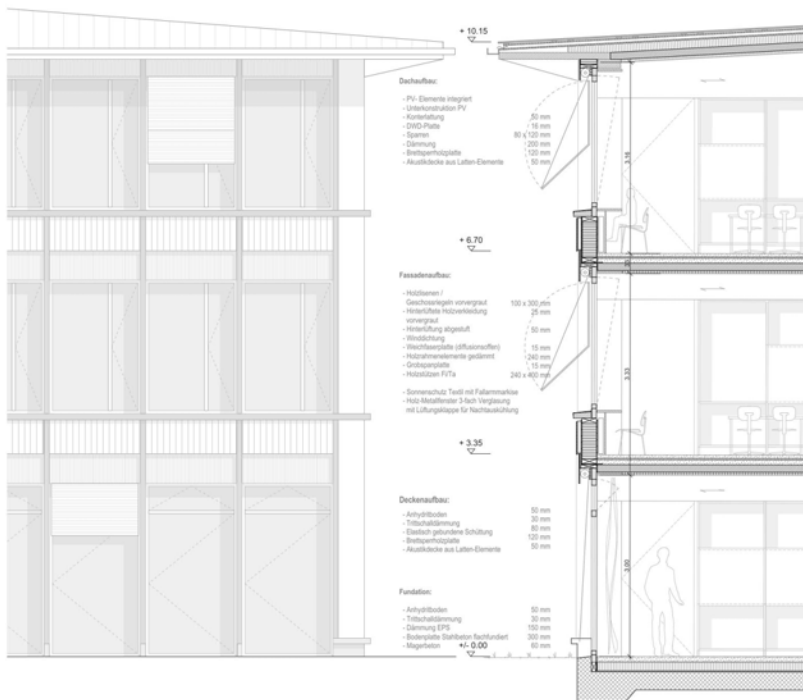 + 10.15
Dachaufbau:
- PV- Elemente integriert
- Unterkonstruktion PV
- Konterlattung 50 mm
- DWD-Platte 16 mm
- Sparren 80 x 120 mm
- Dämmung 200 mm
- Brettsperrholzplatte 120 mm
- Akustikdecke aus Latten-Elemente 50 mm
3.16
+ 6.70
Fassadenaufbau:
- Holzlisenen /
Geschossriegeln vorvergraut 100 x 300 mm
- Hinterlüftete Holzverkleidung 25 mm
vorvergraut
- Hinterlüftung abgestuft 50 mm
- Winddichtung
- Weichfaserplatte (diffusionsoffen) 15 mm
- Holzrahmenelemente gedämmt 240 mm
- Grobspanplatte 15 mm
- Holzstützen Fi/Ta 240 x 400 mm
- Sonnenschutz Textil mit Fallarmmarkise
- Holz-Metallfenster 3-fach Verglasung
mit Lüftungsklappe für Nachtauskühlung
3.33
+ 3.35
Deckenaufbau:
- Anhydritboden 50 mm
- Trittschalldämmung 30 mm
- Elastisch gebundene Schüttung 80 mm
- Brettsperrholzplatte 120 mm
- Akustikdecke aus Latten-Elemente 50 mm
3.00
Fundation:
- Anhydritboden 50 mm
- Trittschalldämmung 30 mm
- Dämmung EPS 150 mm
- Bodenplatte Stahlbeton flachfundiert 300 mm
- Magerbeton 60 mm
+/- 0.00